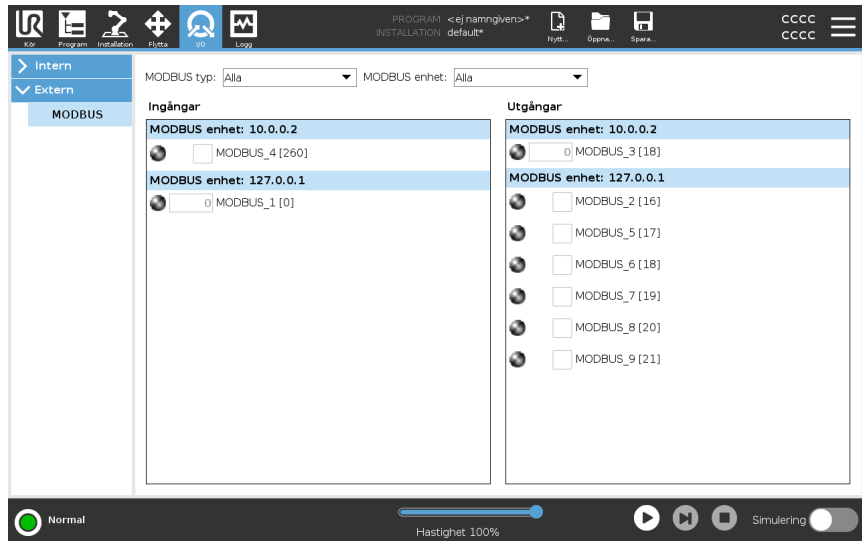 UR
Kör
Program
Installation
Flytta
I/O
Logg
PROGRAM <ej namngiven>*
INSTALLATION default*
Nytt...
Öppna...
Spara...
CCCC
CCCC
Intern
Extern
MODBUS
MODBUS typ: Alla MODBUS enhet: Alla
Ingångar
MODBUS enhet: 10.0.0.2
MODBUS_4 [260]
MODBUS enhet: 127.0.0.1
0 MODBUS_1 [0]
Utgångar
MODBUS enhet: 10.0.0.2
0 MODBUS_3 [18]
MODBUS enhet: 127.0.0.1
MODBUS_2 [16]
MODBUS_5 [17]
MODBUS_6 [18]
MODBUS_7 [19]
MODBUS_8 [20]
MODBUS_9 [21]
Normal
Hastighet 100%
Simulering